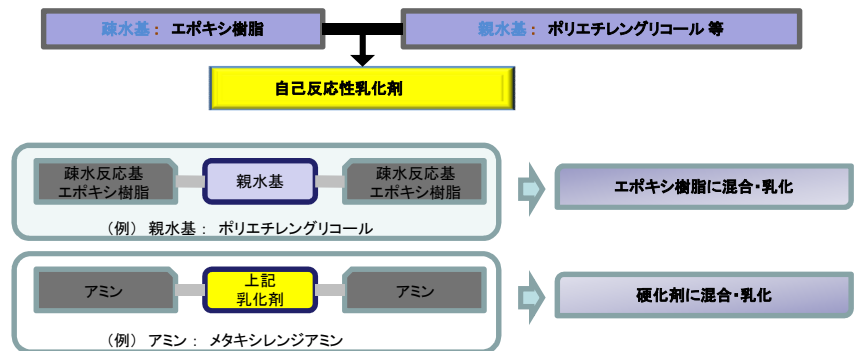 疎水基： エポキシ樹脂
親水基： ポリエチレングリコール 等
自己反応性乳化剤
疎水反応基
エポキシ樹脂
親水基
疎水反応基
エポキシ樹脂
エポキシ樹脂に混合・乳化
（例） 親水基： ポリエチレングリコール
アミン
上記
乳化剤
アミン
硬化剤に混合・乳化
（例） アミン： メタキシレンジアミン